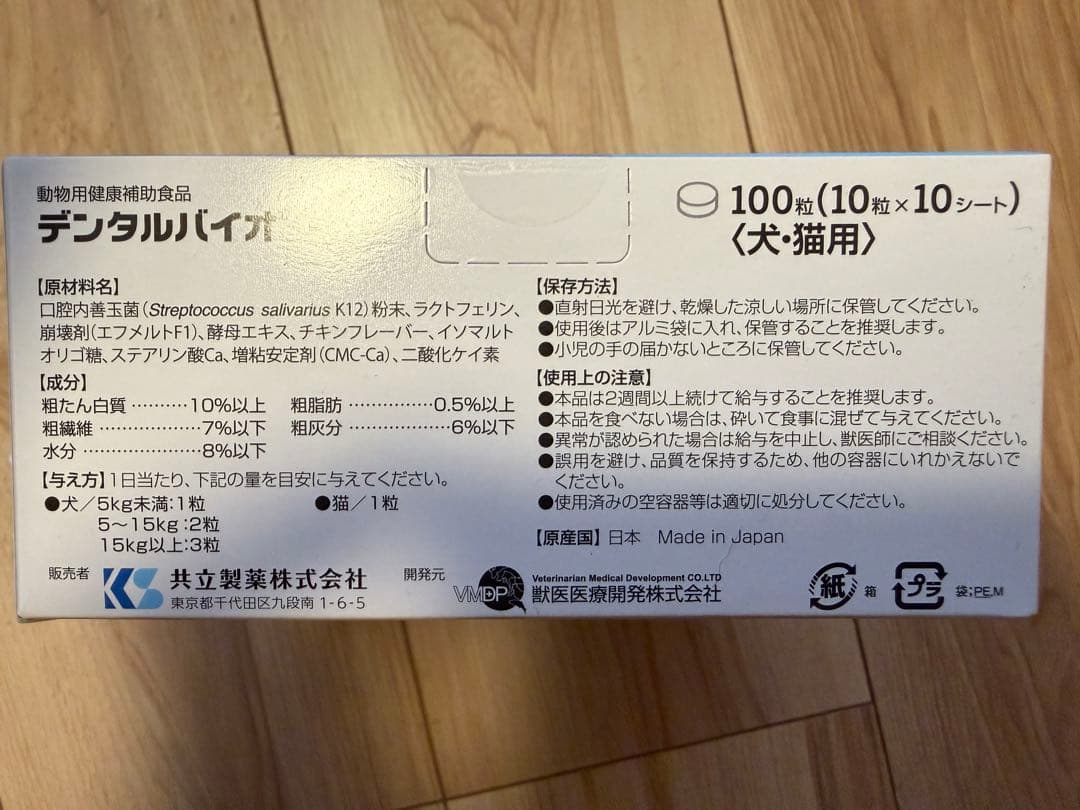 動物用健康補助食品
デンタルバイオ
100粒(10粒×10シート)
〈犬・猫用〉
【原材料名】
口腔内善玉菌(Streptococcus salivarius K12)粉末、ラクトフェリン、
崩壊剤(エフメルトF1)、酵母エキス、チキンフレーバー、イソマルト
オリゴ糖、ステアリン酸Ca、増粘安定剤(CMC-Ca)、二酸化ケイ素
【成分】
粗たん白質 ………10%以上 粗脂肪 ……………0.5%以上
粗繊維 ………………7%以下 粗灰分 ………………6%以下
水分 …………………8%以下
【与え方】1日当たり、下記の量を目安に与えてください。
●犬／5kg未満:1粒 ●猫／1粒
5〜15kg:2粒
15kg以上:3粒
【保存方法】
●直射日光を避け、乾燥した涼しい場所に保管してください。
●使用後はアルミ袋に入れ、保管することを推奨します。
●小児の手の届かないところに保管してください。
【使用上の注意】
●本品は2週間以上続けて給与することを推奨します。
●本品を食べない場合は、砕いて食事に混ぜて与えてください。
●異常が認められた場合は給与を中止し、獣医師にご相談ください。
●誤用を避け、品質を保持するため、他の容器にいれかえないで
ください。
●使用済みの空容器等は適切に処分してください。
【原産国】日本 Made in Japan
販売者 KS 共立製薬株式会社
東京都千代田区九段南 1-6-5
開発元 VMDP Veterinarian Medical Development CO.LTD
獣医医療開発株式会社
紙 箱 プラ 袋;PE,M